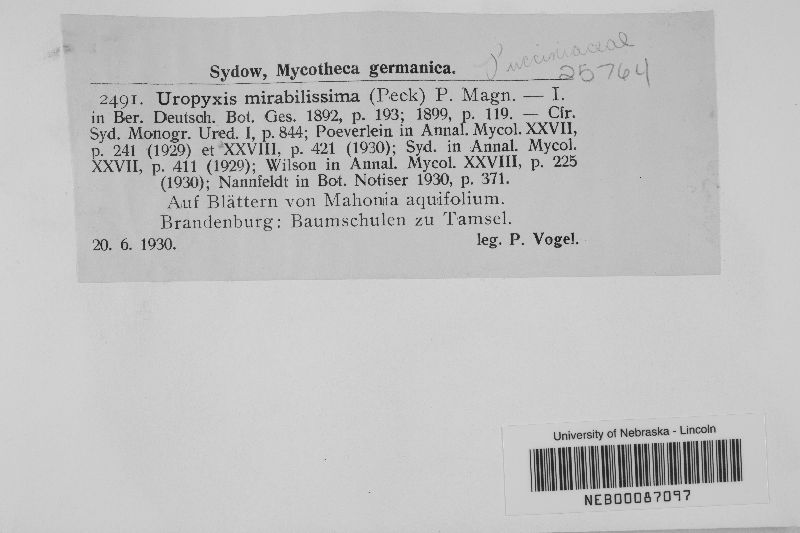 Pucciniaceae
25764
Sydow, Mycotheca germanica.
2491. Uropyxis mirabilissima (Peck) P. Magn. — I.
in Ber. Deutsch. Bot. Ges. 1892, p. 193; 1899, p. 119. — Cfr.
Syd. Monogr. Ured. I, p. 844; Poeverlein in Annal. Mycol. XXVII,
p. 241 (1929) et XXVIII, p. 421 (1930); Syd. in Annal. Mycol.
XXVII, p. 411 (1929); Wilson in Annal. Mycol. XXVIII, p. 225
(1930); Nannfeldt in Bot. Notiser 1930, p. 371.
Auf Blättern von Mahonia aquifolium.
Brandenburg: Baumschulen zu Tamsel.
20. 6. 1930. leg. P. Vogel.
University of Nebraska - Lincoln
NEB00087097